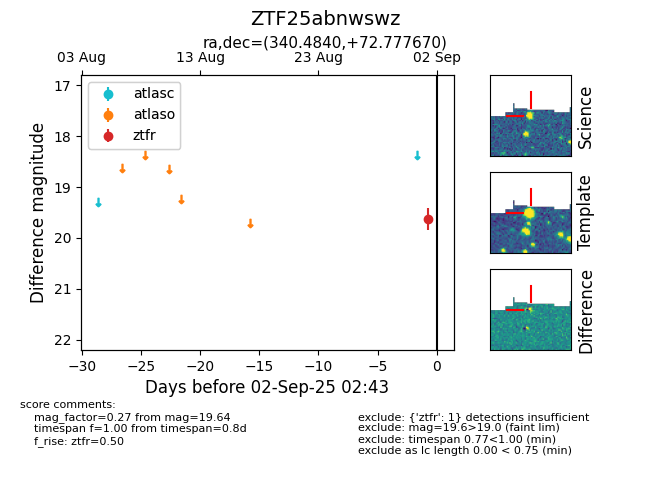 ZTF25abnwswz
ra,dec=(340.4840,+72.777670)
03 Aug
13 Aug
23 Aug
02 Sep
17
18
19
20
21
22
Difference magnitude
atlasc
atlaso
ztfr
−30
−25
−20
−15
−10
−5
0
Days before 02-Sep-25 02:43
Science
Template
Difference
score comments:
mag_factor=0.27 from mag=19.64
timespan f=1.00 from timespan=0.8d
f_rise: ztfr=0.50
exclude: {'ztfr': 1} detections insufficient
exclude: mag=19.6>19.0 (faint lim)
exclude: timespan 0.77<1.00 (min)
exclude as lc length 0.00 < 0.75 (min)